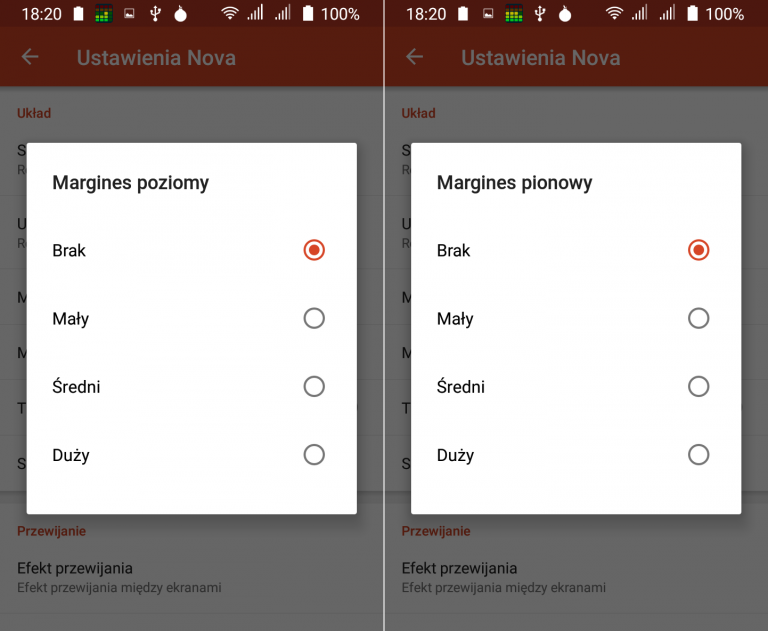 18:20 100%
Ustawienia Nova
Układ
S
R
Margines poziomy
Brak
U
R
Mały
M
M
Średni
T
Duży
S
Przewijanie
Efekt przewijania
Efekt przewijania między ekranami
18:20 100%
Ustawienia Nova
Układ
S
R
Margines pionowy
Brak
U
R
Mały
M
M
Średni
T
Duży
S
Przewijanie
Efekt przewijania
Efekt przewijania między ekranami